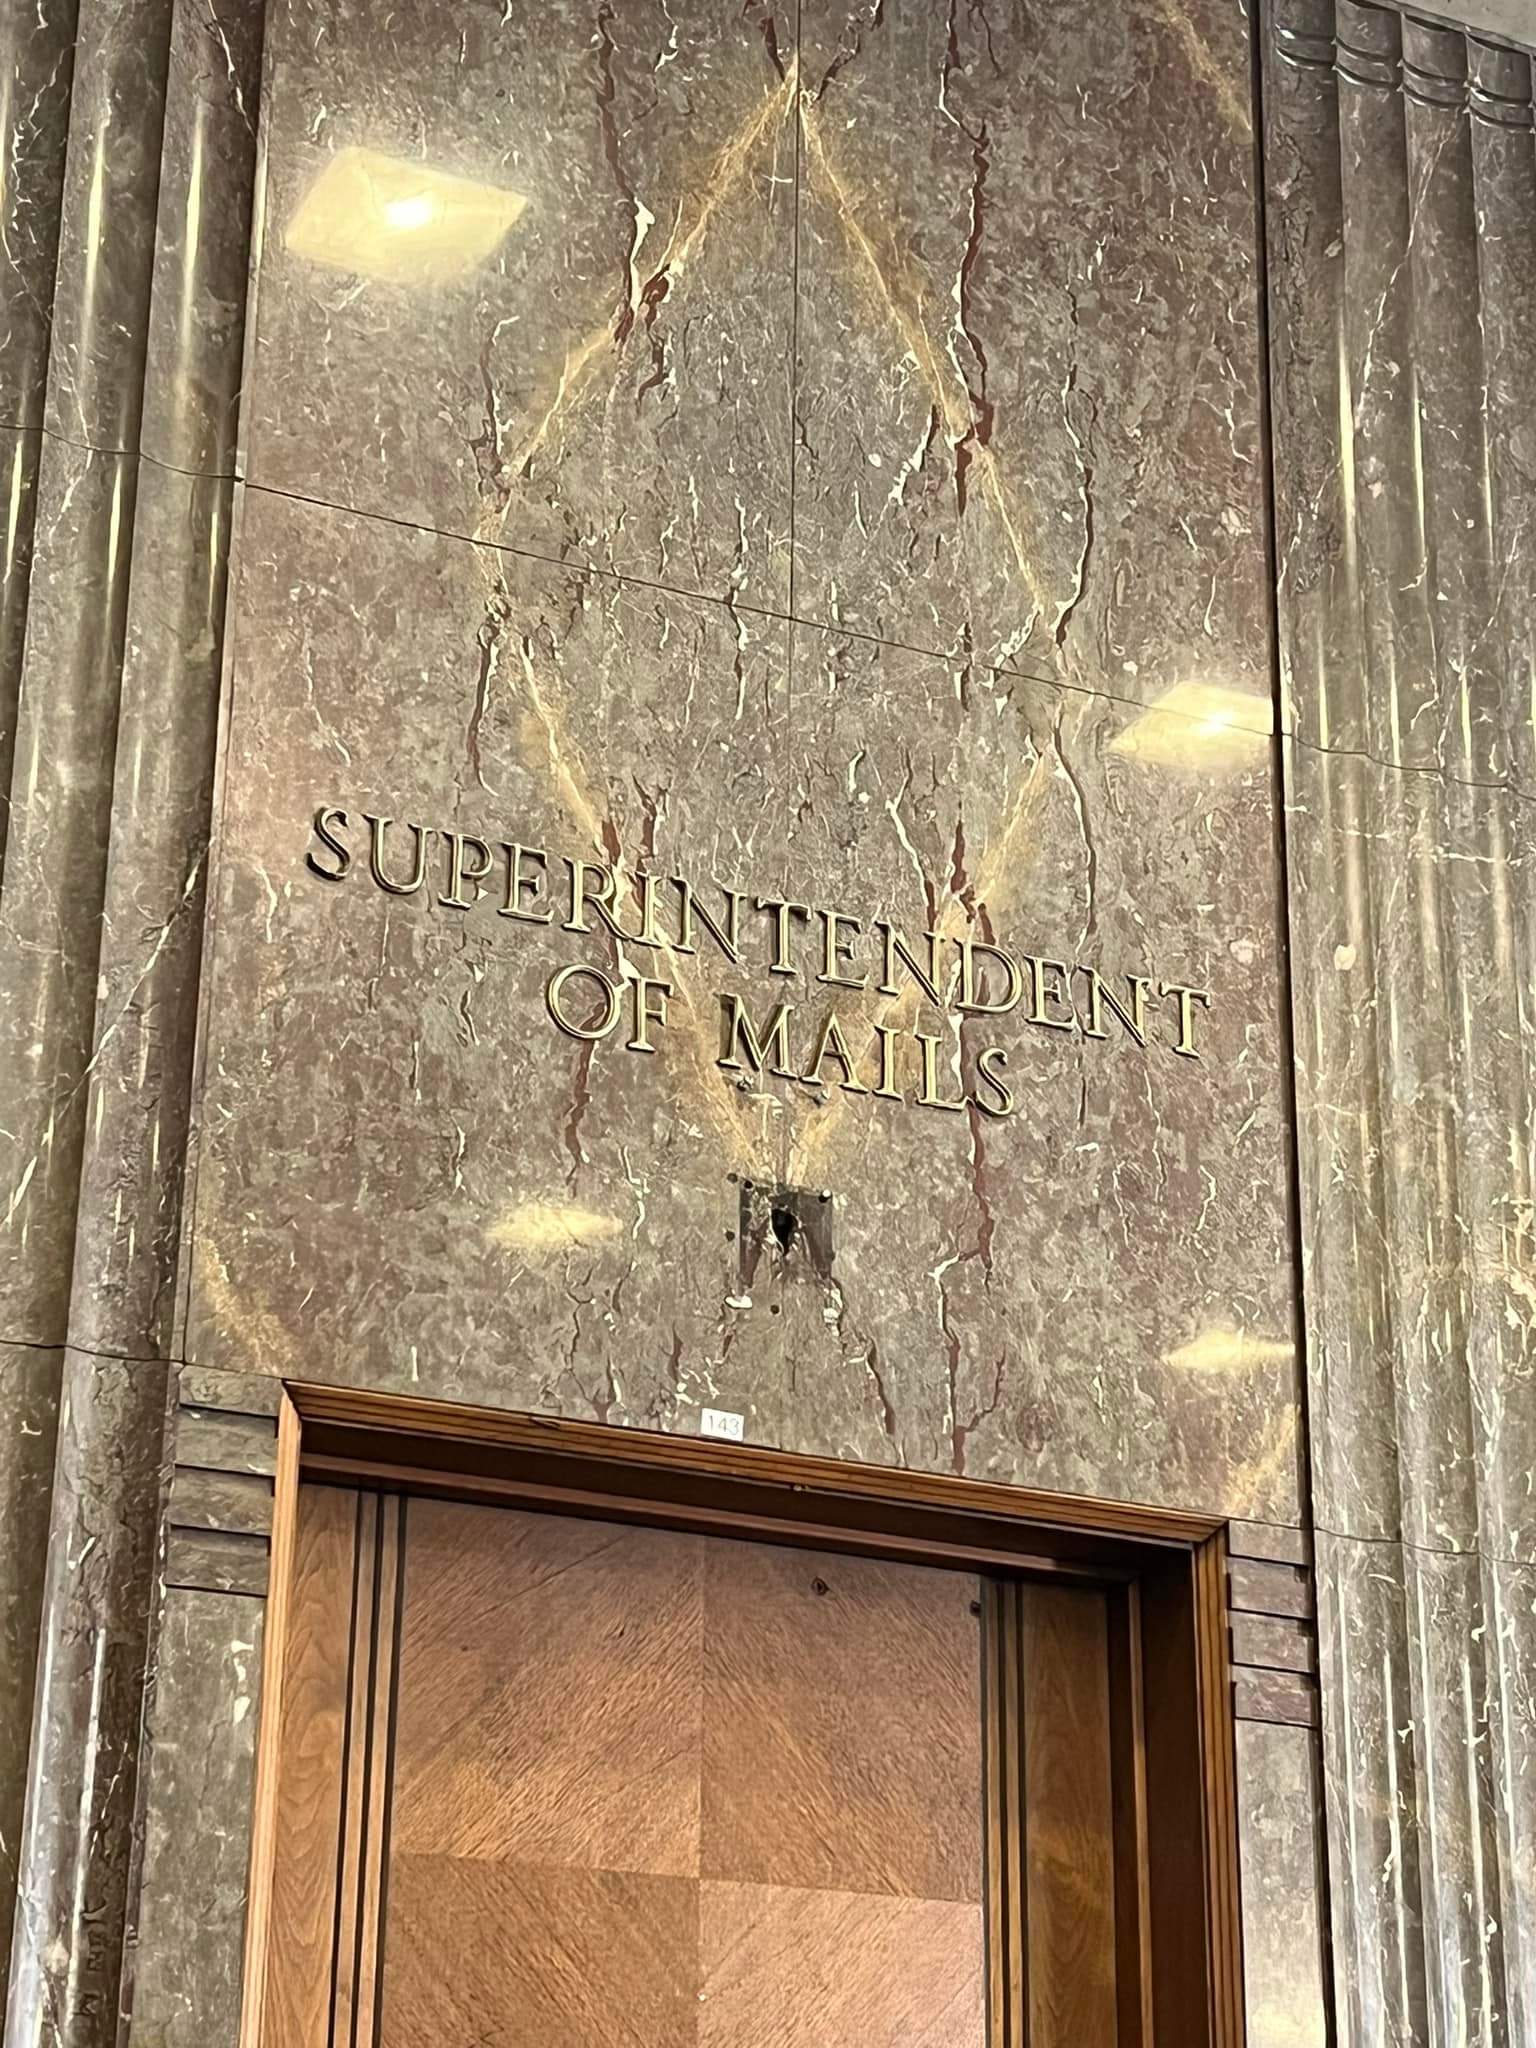 SUPERINTENDENT
OF MAILS
143